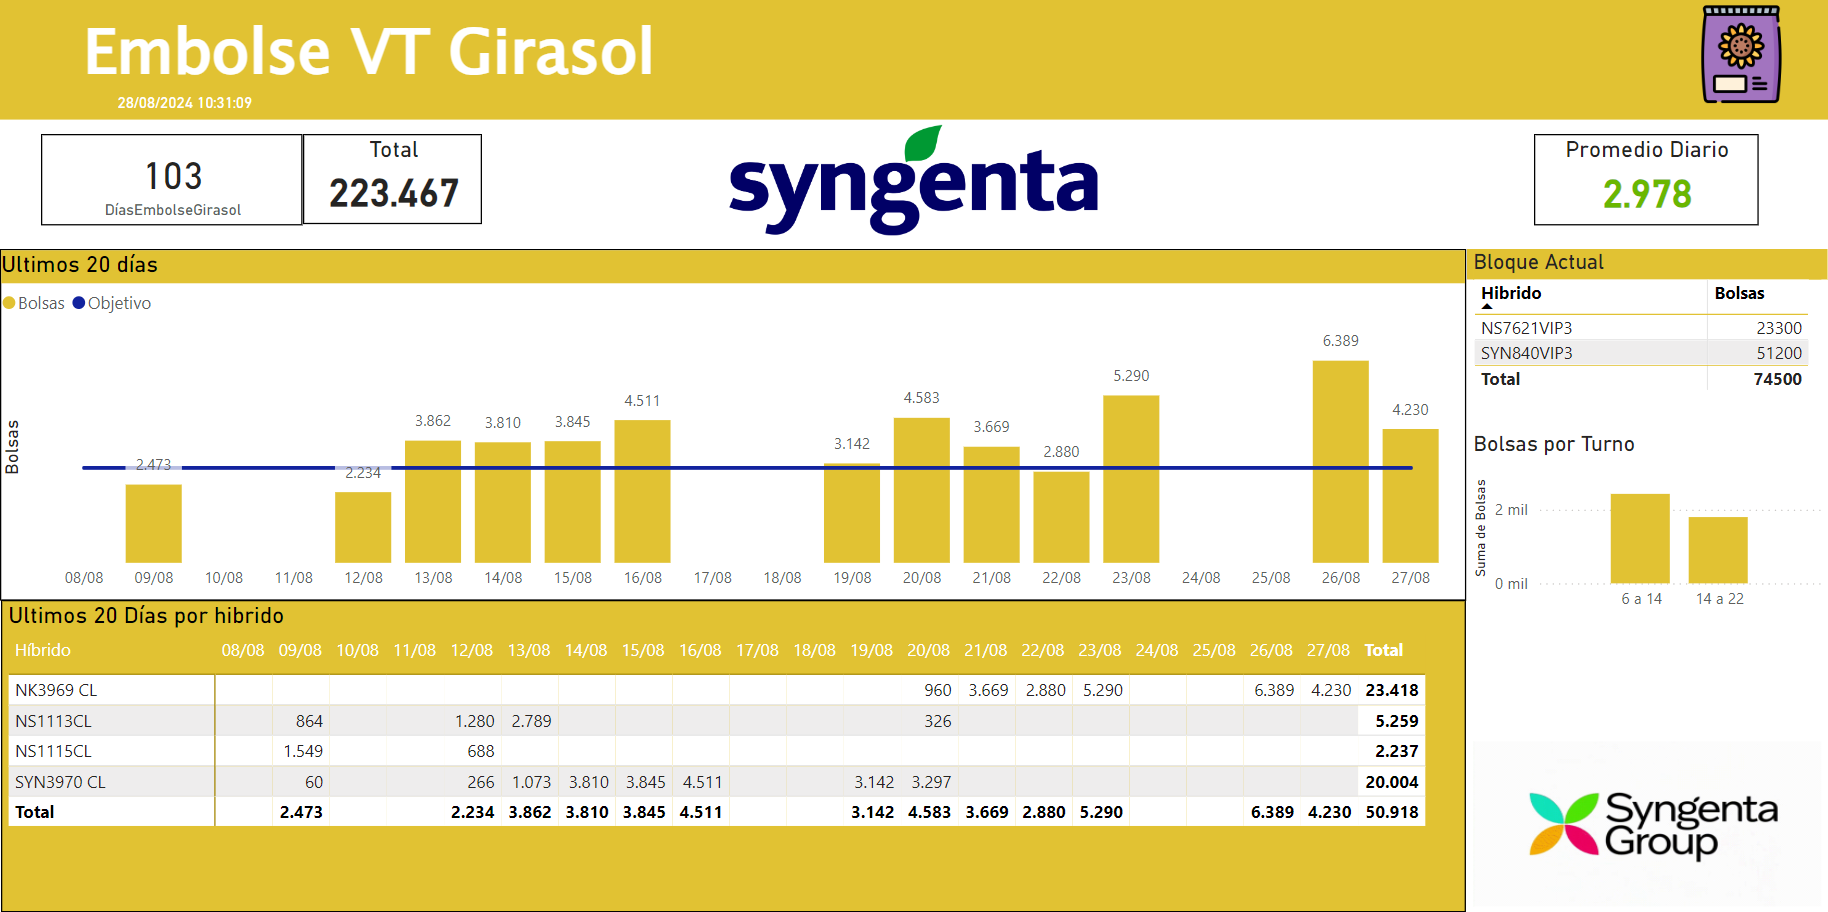 Embolse VT Girasol
28/08/2024 10:31:09
103
DíasEmbolseGirasol
Total
223.467
syngenta
Promedio Diario
2.978
Ultimos 20 días
Bolsas Objetivo
Bolsas
2.473 2.234 3.862 3.810 3.845 4.511 3.142 4.583 3.669 2.880 5.290 6.389 4.230
08/08 09/08 10/08 11/08 12/08 13/08 14/08 15/08 16/08 17/08 18/08 19/08 20/08 21/08 22/08 23/08 24/08 25/08 26/08 27/08
Bloque Actual
Hibrido Bolsas
NS7621VIP3 23300
SYN840VIP3 51200
Total 74500
Bolsas por Turno
Suma de Bolsas
2 mil
0 mil
6 a 14 14 a 22
Ultimos 20 Días por hibrido
Híbrido 08/08 09/08 10/08 11/08 12/08 13/08 14/08 15/08 16/08 17/08 18/08 19/08 20/08 21/08 22/08 23/08 24/08 25/08 26/08 27/08 Total
NK3969 CL 960 3.669 2.880 5.290 6.389 4.230 23.418
NS1113CL 864 1.280 2.789 326 5.259
NS1115CL 1.549 688 2.237
SYN3970 CL 60 266 1.073 3.810 3.845 4.511 3.142 3.297 20.004
Total 2.473 2.234 3.862 3.810 3.845 4.511 3.142 4.583 3.669 2.880 5.290 6.389 4.230 50.918
Syngenta
Group